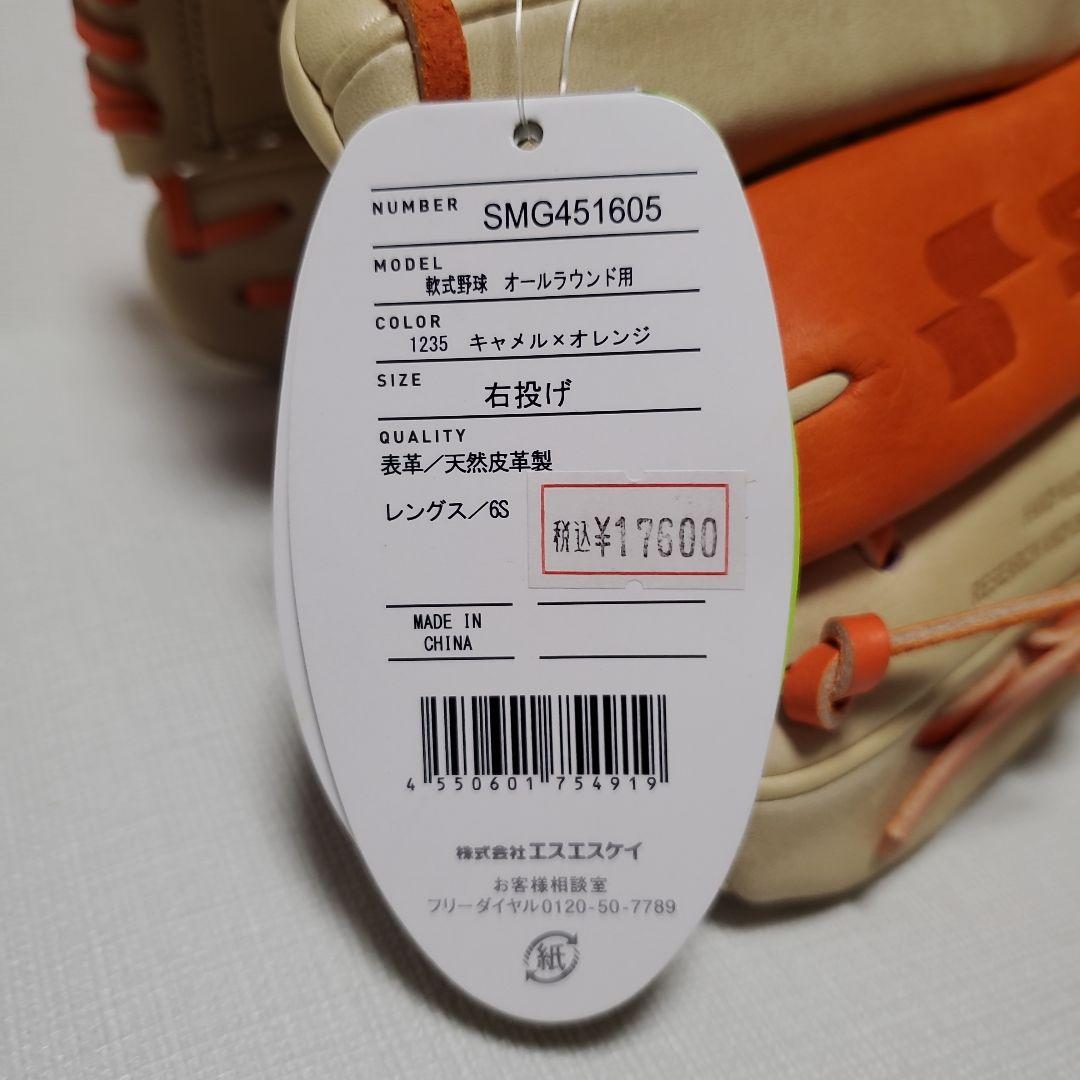 NUMBER SMG451605
MODEL
軟式野球 オールラウンド用
COLOR
1235 キャメル×オレンジ
SIZE
右投げ
QUALITY
表革/天然皮革製
レングス/6S
税込¥17600
MADE IN
CHINA
4 550601 754919
株式会社エスエスケイ
お客様相談室
フリーダイヤル0120-50-7789
紙